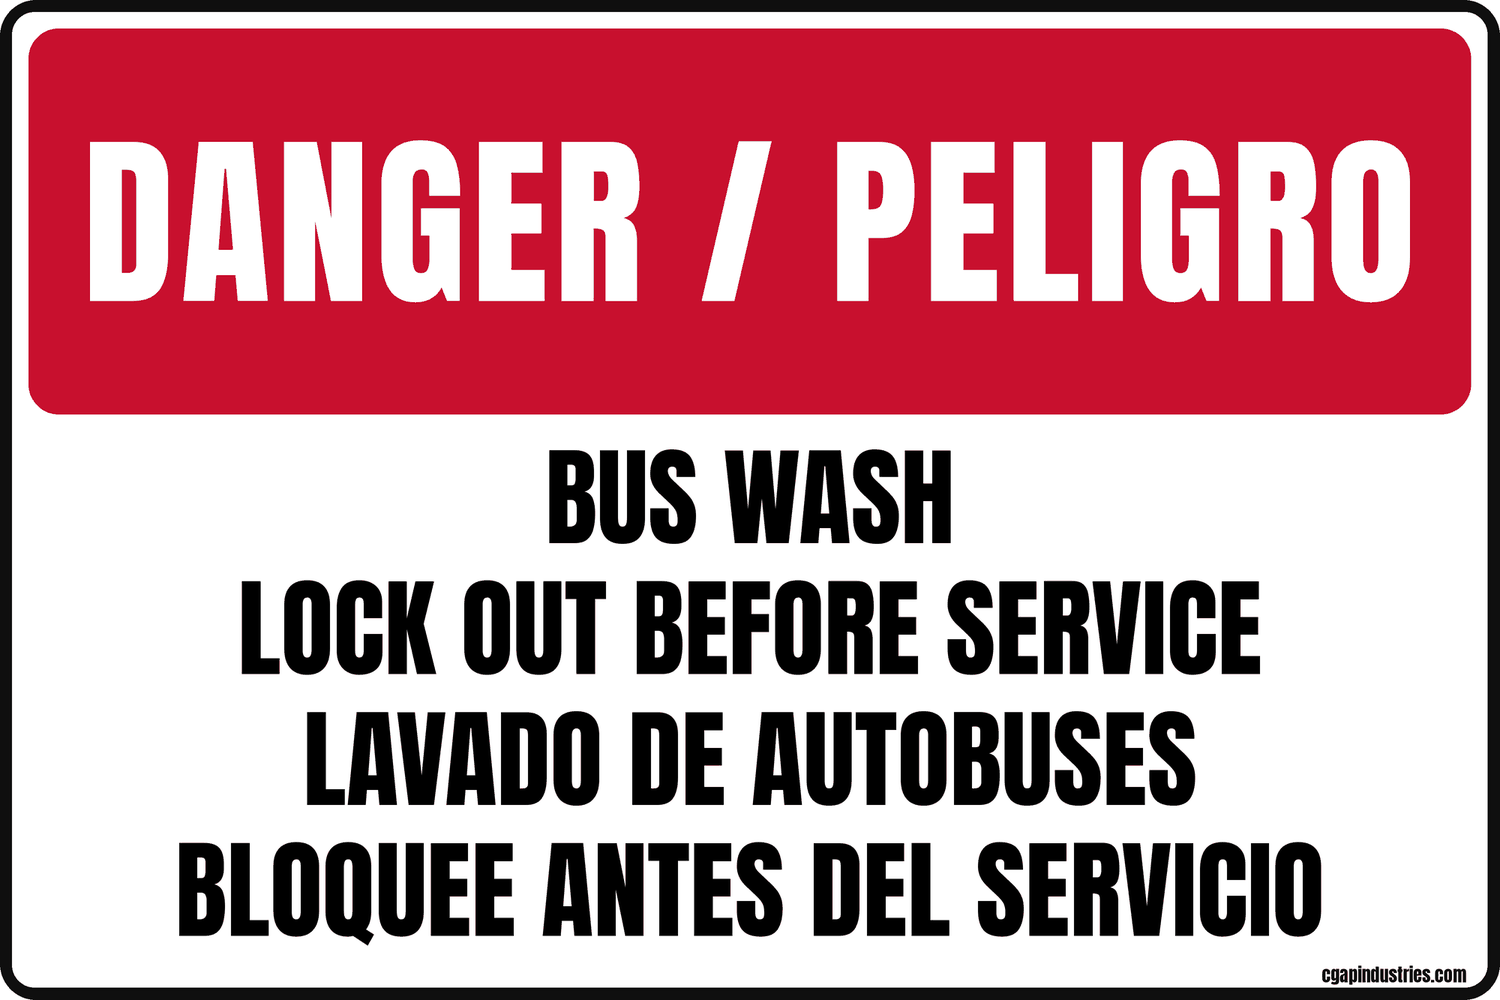 DANGER / PELIGRO
BUS WASH
LOCK OUT BEFORE SERVICE
LAVADO DE AUTOBUSES
BLOQUEE ANTES DEL SERVICIO
cgapindustries.com